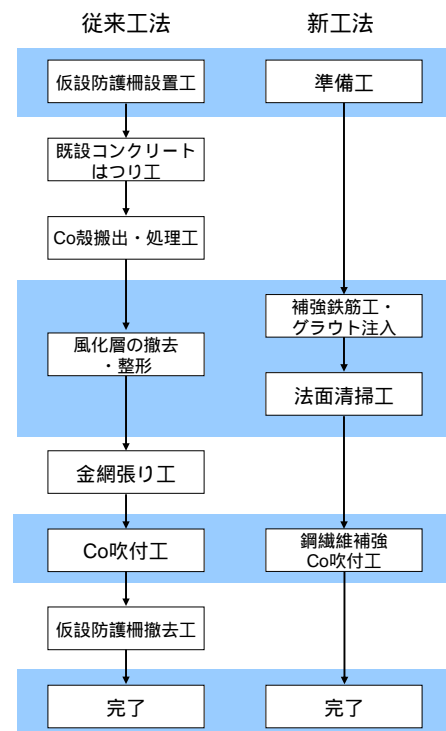 従来工法
新工法
仮設防護柵設置工
準備工
既設コンクリート
はつり工
Co殻搬出・処理工
補強鉄筋工・
グラウト注入
風化層の撤去
・整形
法面清掃工
金網張り工
Co吹付工
鋼繊維補強
Co吹付工
仮設防護柵撤去工
完了
完了